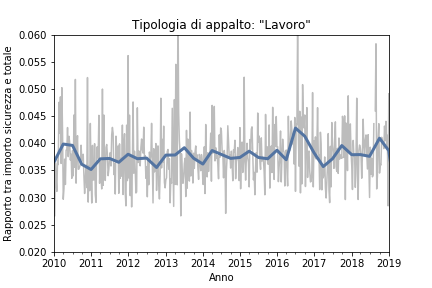 Tipologia di appalto: "Lavoro"
Rapporto tra importo sicurezza e totale
0.060
0.055
0.050
0.045
0.040
0.035
0.030
0.025
0.020
2010 2011 2012 2013 2014 2015 2016 2017 2018 2019
Anno